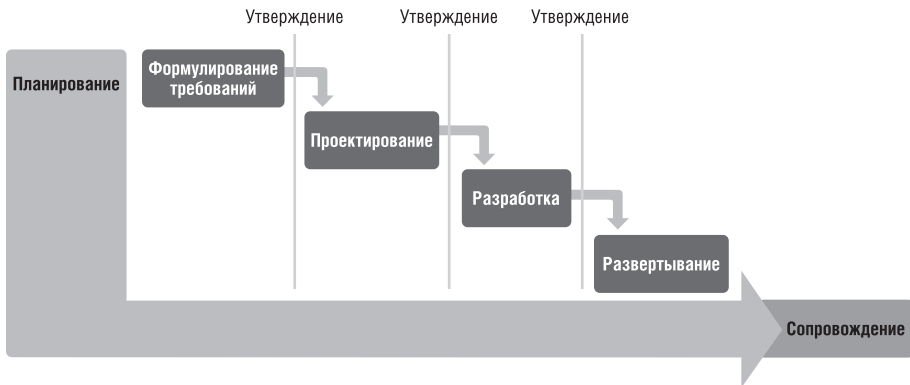 Утверждение
Утверждение
Утверждение
Планирование
Формулирование
требований
Проектирование
Разработка
Развертывание
Сопровождение